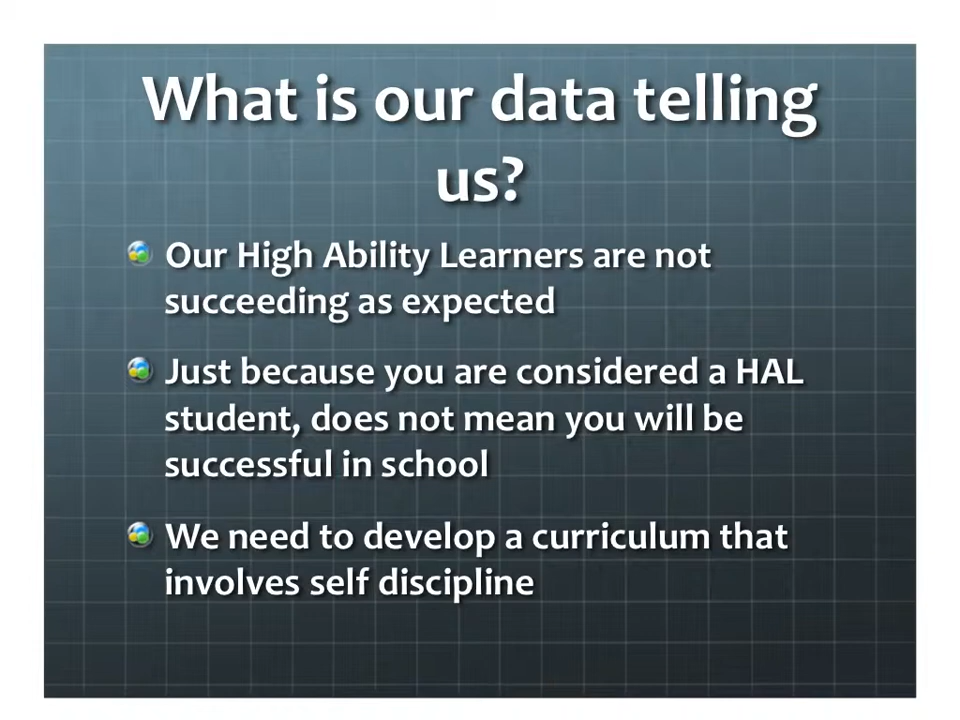 What is our data telling
us?
Our High Ability Learners are not
succeeding as expected
Just because you are considered a HAL
student, does not mean you will be
successful in school
We need to develop a curriculum that
involves self discipline